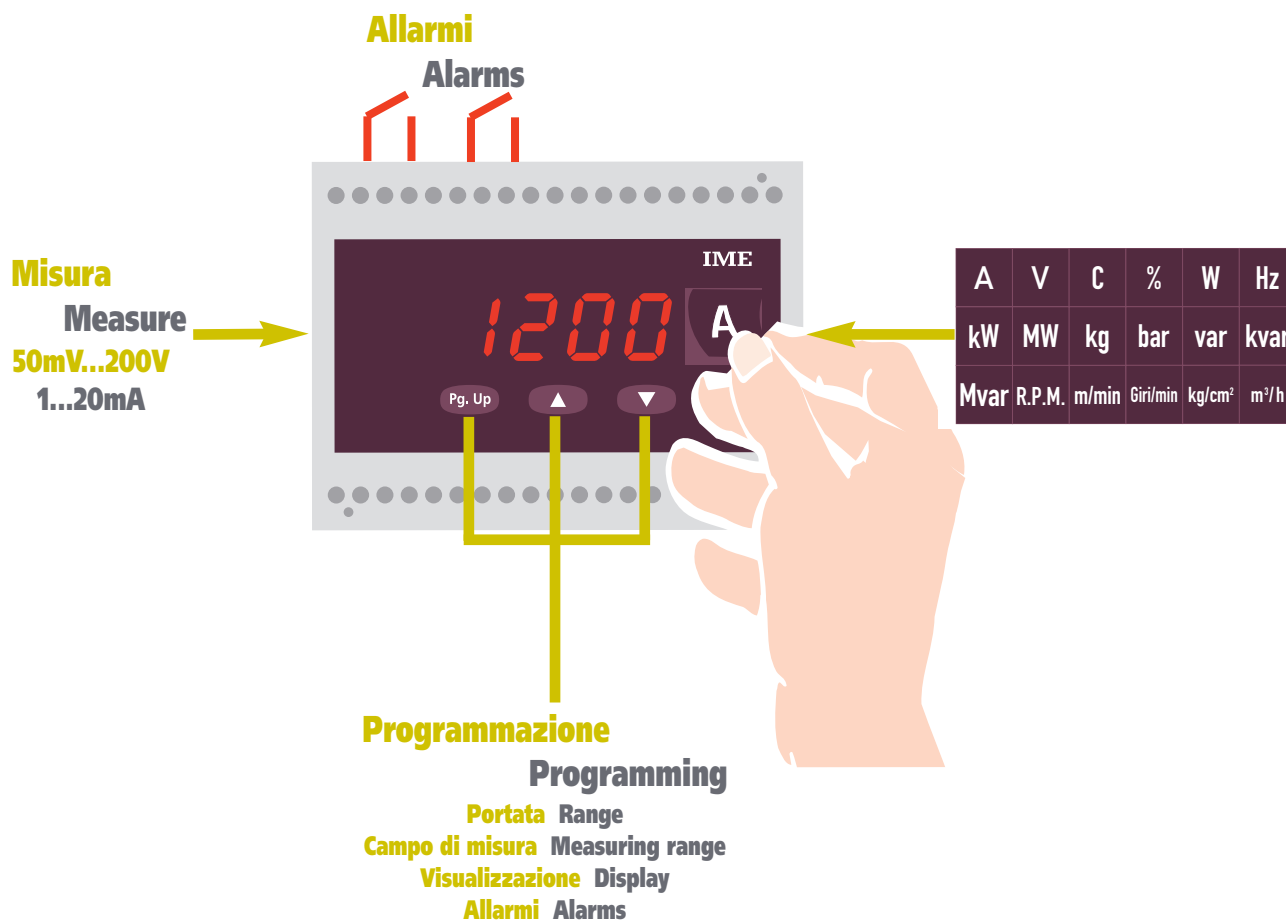 Allarmi
Alarms
IME
Misura
Measure
50mV...200V
1...20mA
1200 A
Pg. Up ▲ ▼
A V C % W Hz
kW MW kg bar var kvar
Mvar R.P.M. m/min Giri/min kg/cm² m³/h
Programmazione
Programming
Portata Range
Campo di misura Measuring range
Visualizzazione Display
Allarmi Alarms